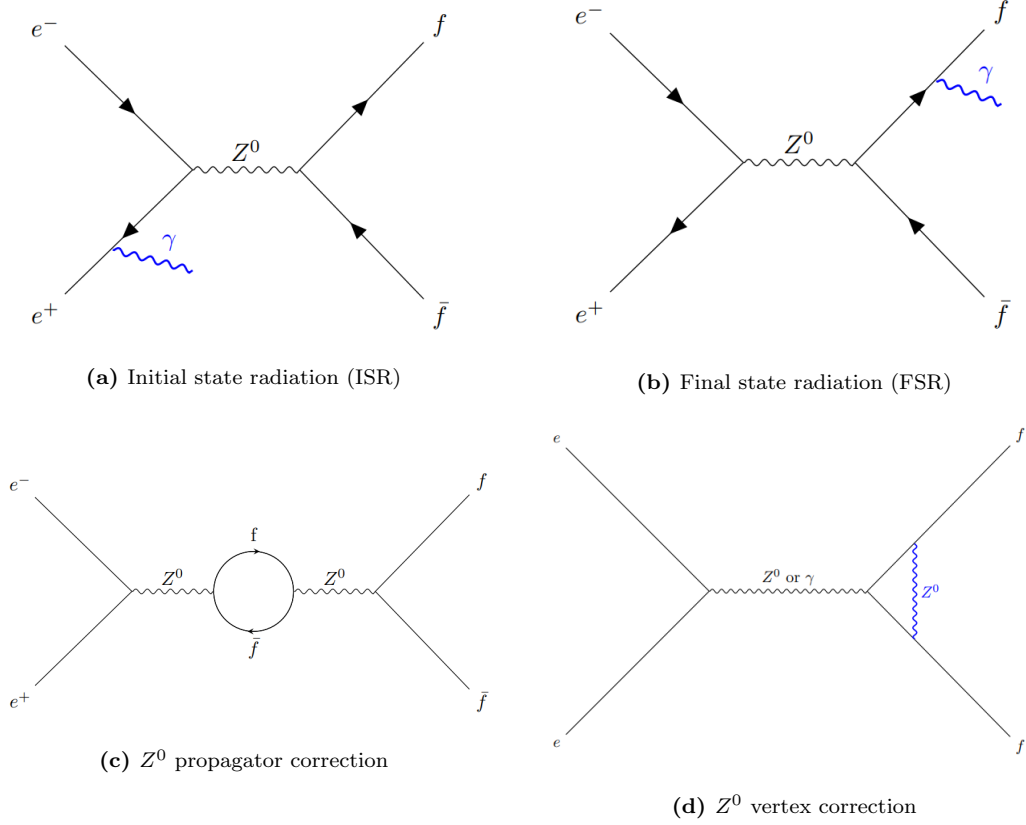 e⁻
f
Z⁰
γ
e⁺
f̄
(a) Initial state radiation (ISR)
e⁻
f
γ
Z⁰
e⁺
f̄
(b) Final state radiation (FSR)
e⁻
f
f
Z⁰
Z⁰
f̄
e⁺
f̄
(c) Z⁰ propagator correction
e
f
Z⁰ or γ
Z⁰
e
f
(d) Z⁰ vertex correction